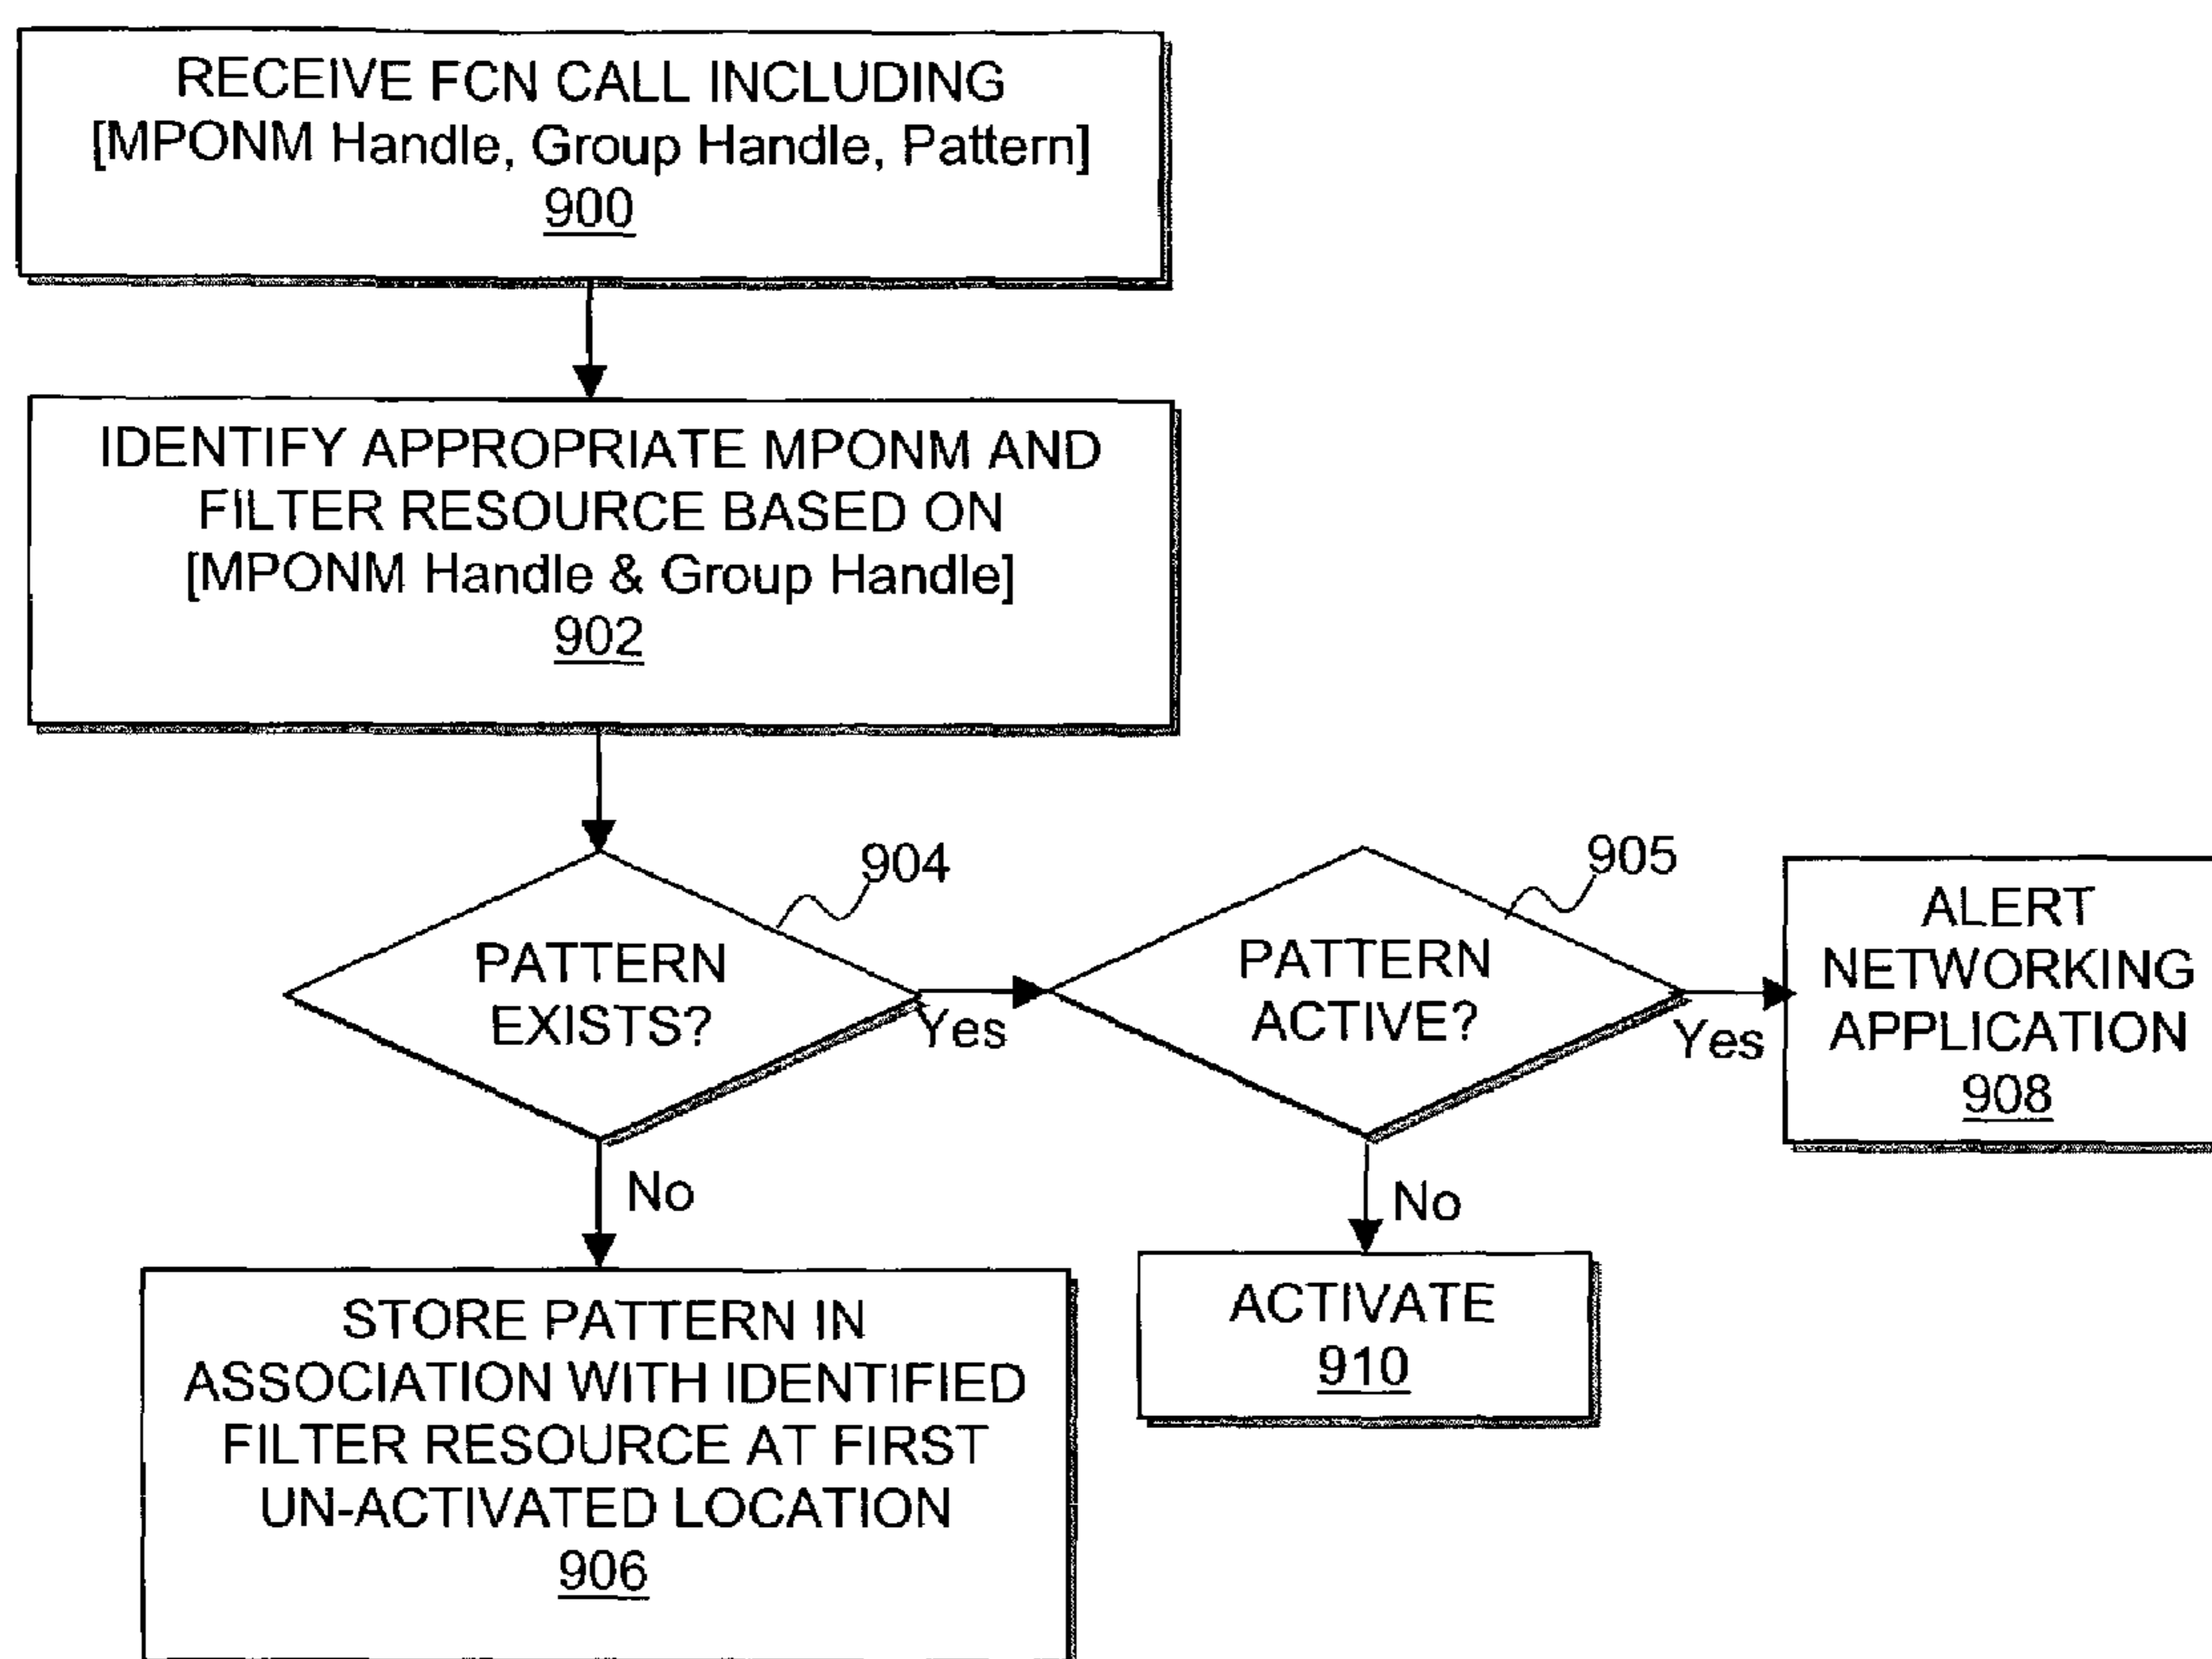 RECEIVE FCN CALL INCLUDING
[MPONM Handle, Group Handle, Pattern]
900
IDENTIFY APPROPRIATE MPONM AND
FILTER RESOURCE BASED ON
[MPONM Handle & Group Handle]
902
904
PATTERN
EXISTS?
Yes
No
905
PATTERN
ACTIVE?
Yes
No
ALERT
NETWORKING
APPLICATION
908
STORE PATTERN IN
ASSOCIATION WITH IDENTIFIED
FILTER RESOURCE AT FIRST
UN-ACTIVATED LOCATION
906
ACTIVATE
910